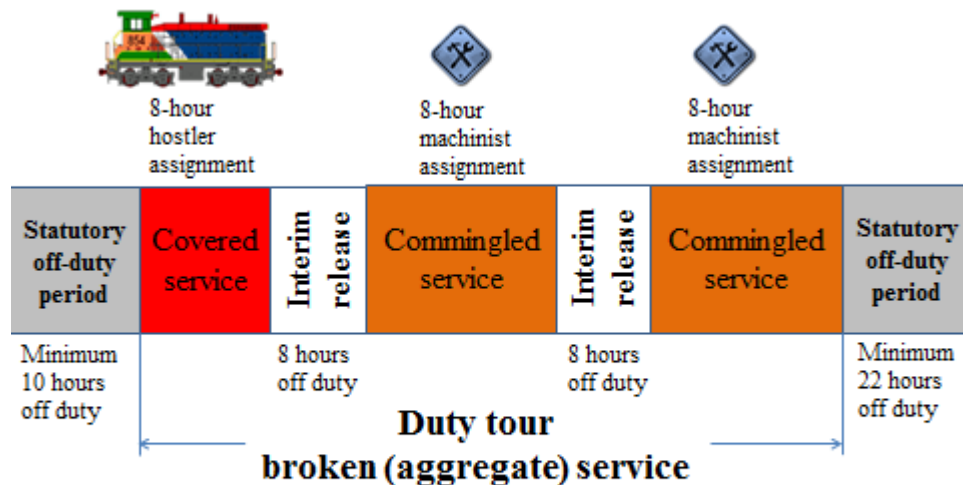 854
8-hour
hostler
assignment
8-hour
machinist
assignment
8-hour
machinist
assignment
Statutory
off-duty
period
Covered
service
Interim
release
Commingled
service
Interim
release
Commingled
service
Statutory
off-duty
period
Minimum
10 hours
off duty
8 hours
off duty
8 hours
off duty
Minimum
22 hours
off duty
Duty tour
broken (aggregate) service